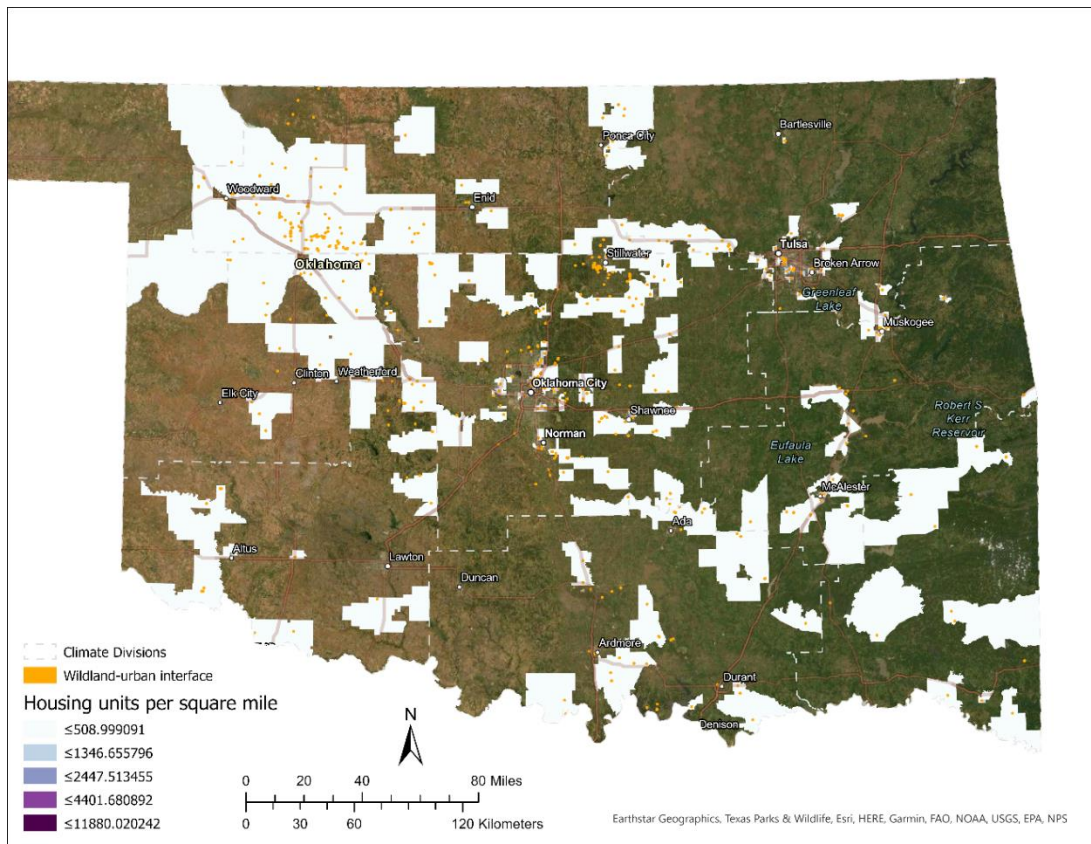 Bartlesville
Ponca City
Woodward
Enid
Tulsa
Stillwater
Broken Arrow
Oklahoma
Greenleaf
Lake
Muskogee
Clinton
Weatherford
Oklahoma City
Elk City
Shawnee
Robert S
Kerr
Reservoir
Norman
Eufaula
Lake
McAlester
Ada
Altus
Lawton
Duncan
Ardmore
Durant
Denison
Climate Divisions
Wildland-urban interface
Housing units per square mile
≤508.999091
≤1346.655796
≤2447.513455
≤4401.680892
≤11880.020242
N
0 20 40 80 Miles
0 30 60 120 Kilometers
Earthstar Geographics, Texas Parks & Wildlife, Esri, HERE, Garmin, FAO, NOAA, USGS, EPA, NPS